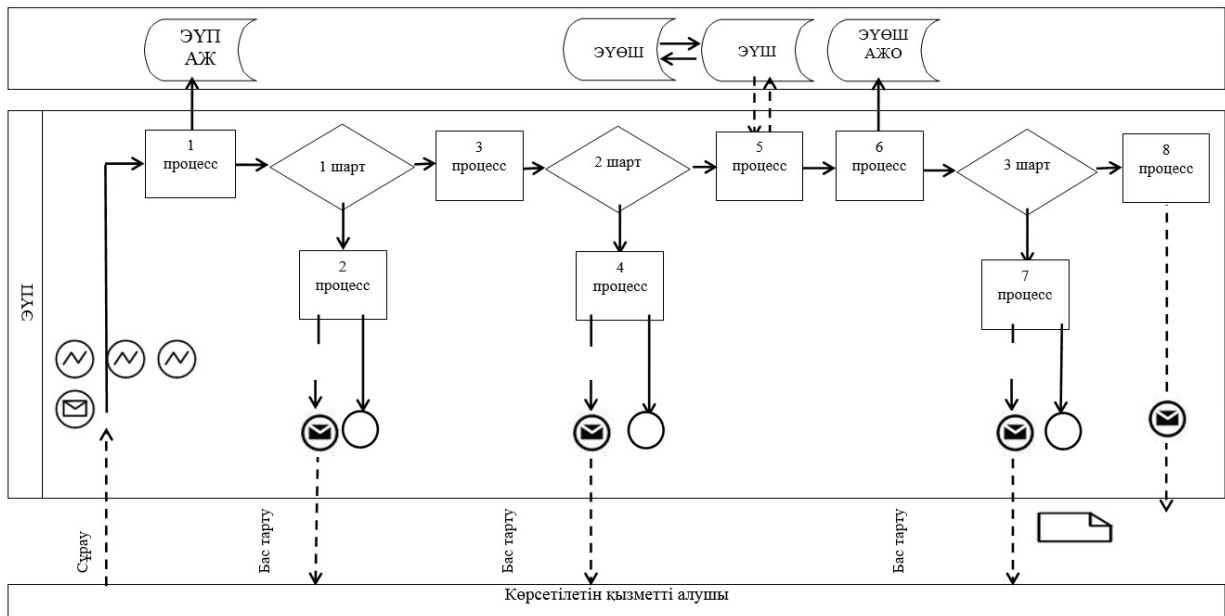 ЭҮП
АЖ
ЭҮӨШ
ЭҮШ
ЭҮӨШ
АЖО
1
процесс
1 шарт
3
процесс
2 шарт
5
процесс
6
процесс
3 шарт
8
процесс
2
процесс
4
процесс
7
процесс
ЭҮП
Сұрау
Бас тарту
Бас тарту
Бас тарту
Көрсетілетін қызметті алушы